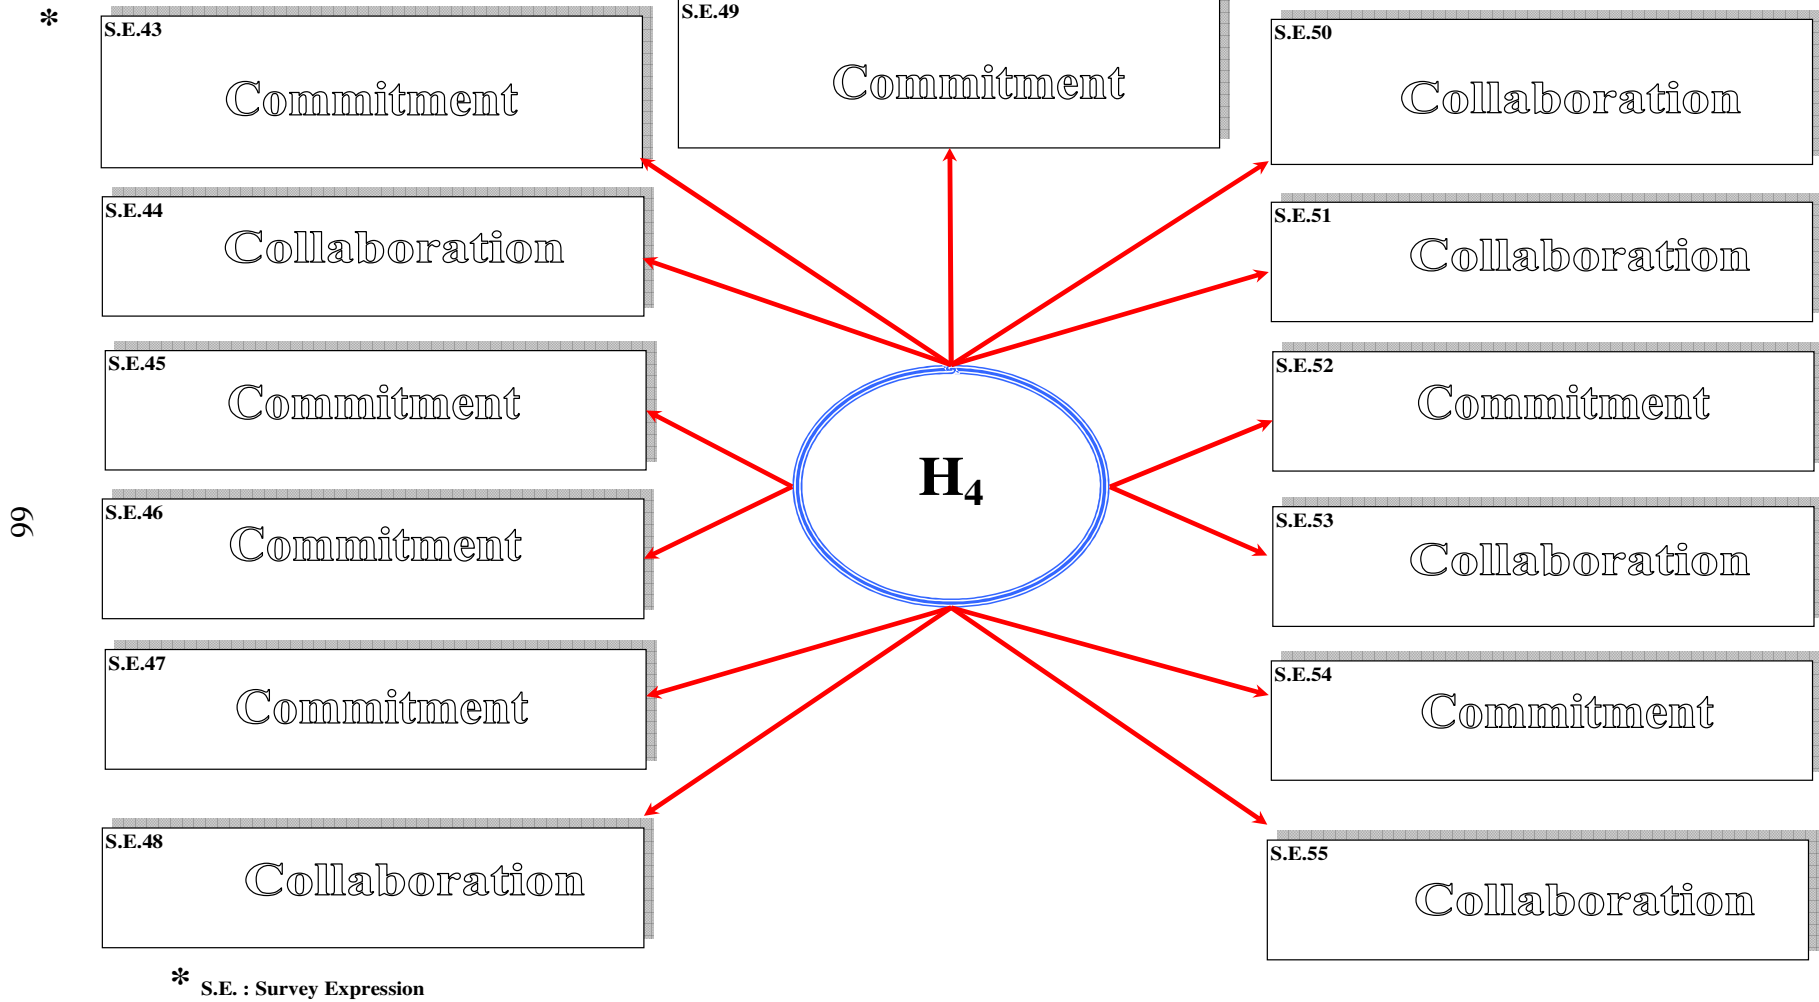 *
S.E.43
Commitment
S.E.44
Collaboration
S.E.45
Commitment
S.E.46
Commitment
S.E.47
Commitment
S.E.48
Collaboration
S.E.49
Commitment
H₄
S.E.50
Collaboration
S.E.51
Collaboration
S.E.52
Commitment
S.E.53
Collaboration
S.E.54
Commitment
S.E.55
Collaboration
* S.E. : Survey Expression
99